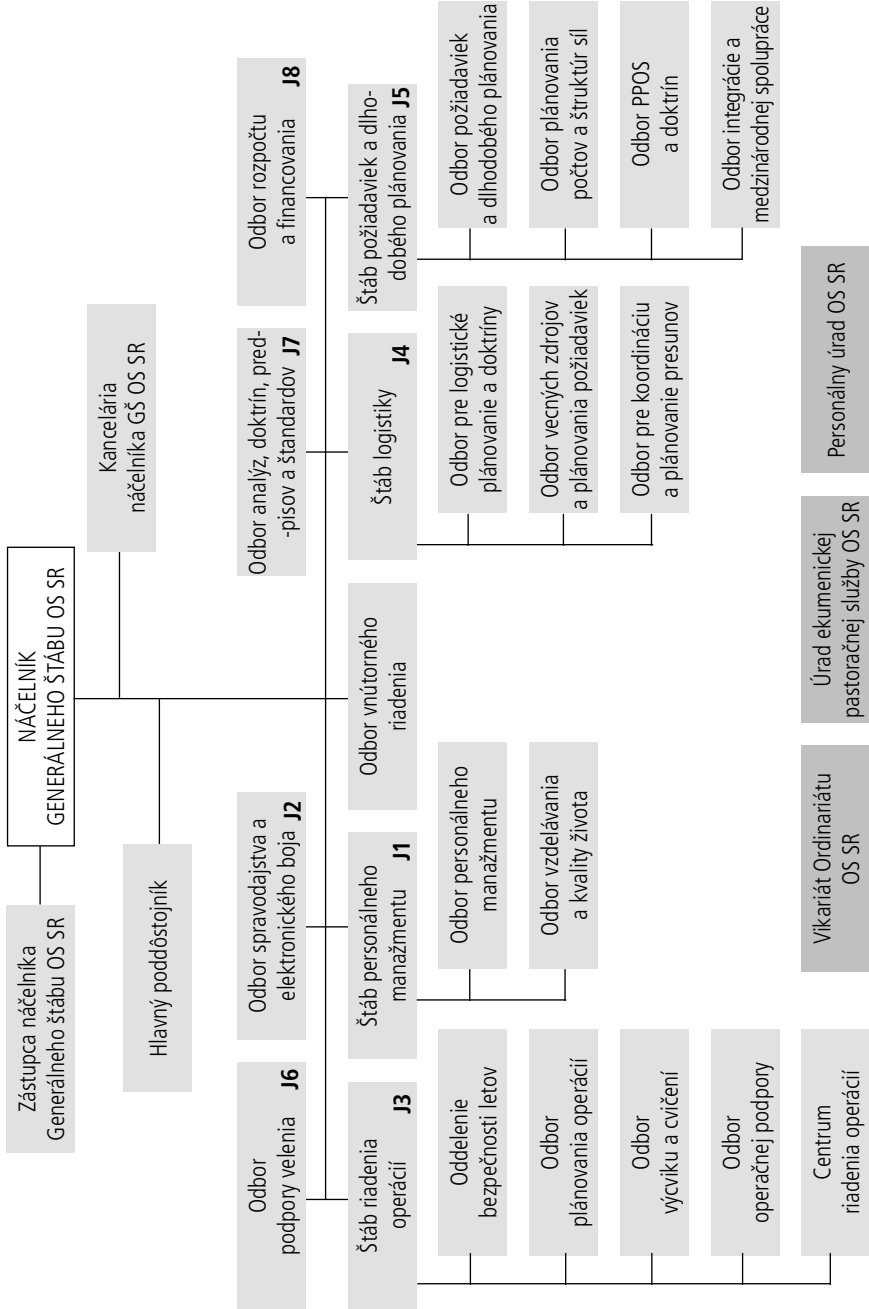 NÁČELNÍK
GENERÁLNEHO ŠTÁBU OS SR
Zástupca náčelníka
Generálneho štábu OS SR
Kancelária
náčelníka GŠ OS SR
Hlavný poddôstojník
Odbor
podpory velenia J6
Odbor spravodajstva a
elektronického boja J2
Odbor analýz, doktrín, pred-
-pisov a štandardov J7
Odbor rozpočtu
a financovania J8
Štáb riadenia
operácií J3
Štáb personálneho
manažmentu J1
Odbor vnútorného
riadenia
Štáb logistiky J4
Štáb požiadaviek a dlho-
dobého plánovania J5
Oddelenie
bezpečnosti letov
Odbor
plánovania operácií
Odbor
výcviku a cvičení
Odbor
operačnej podpory
Centrum
riadenia operácií
Odbor personálneho
manažmentu
Odbor vzdelávania
a kvality života
Odbor pre logistické
plánovanie a doktríny
Odbor vecných zdrojov
a plánovania požiadaviek
Odbor pre koordináciu
a plánovanie presunov
Odbor požiadaviek
a dlhodobého plánovania
Odbor plánovania
počtov a štruktúr síl
Odbor PPOS
a doktrín
Odbor integrácie a
medzinárodnej spolupráce
Vikariát Ordinariátu
OS SR
Úrad ekumenickej
pastoračnej služby OS SR
Personálny úrad OS SR